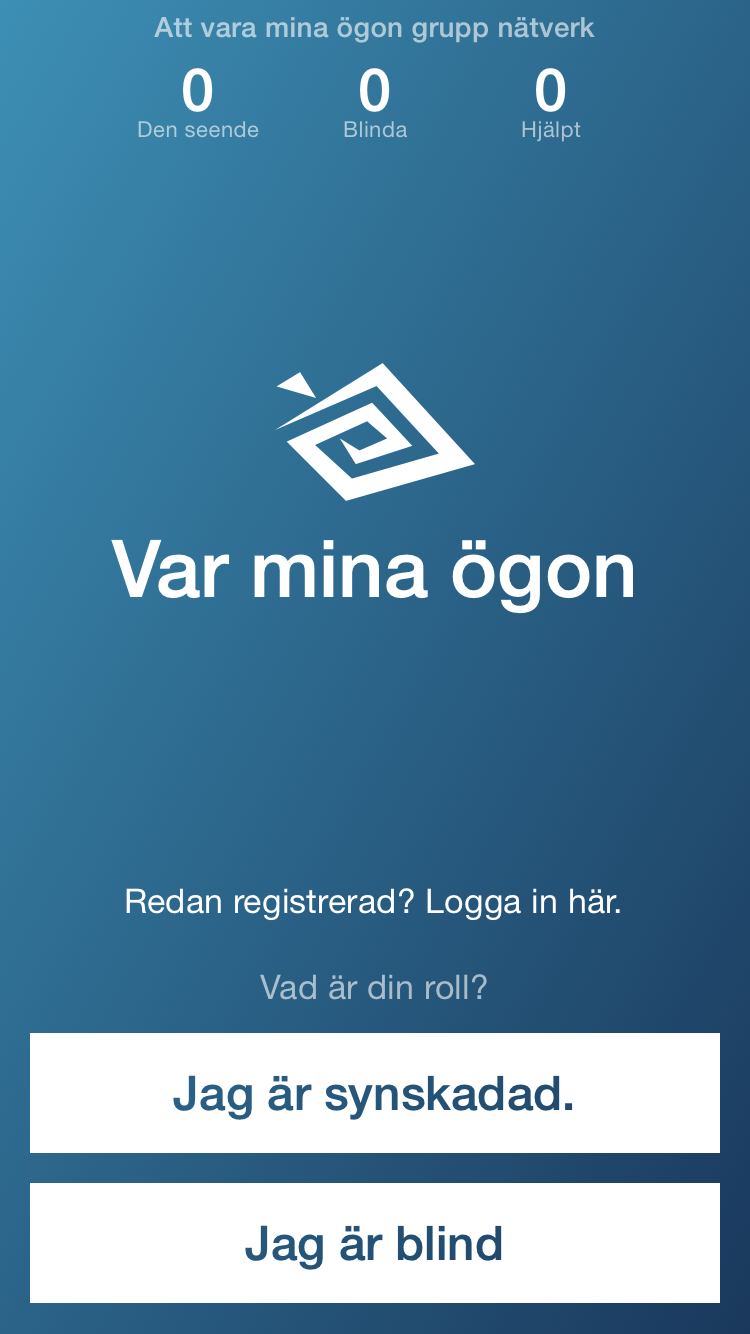 Att vara mina ögon grupp nätverk
0 0 0
Den seende Blinda Hjälpt
Var mina ögon
Redan registrerad? Logga in här.
Vad är din roll?
Jag är synskadad.
Jag är blind